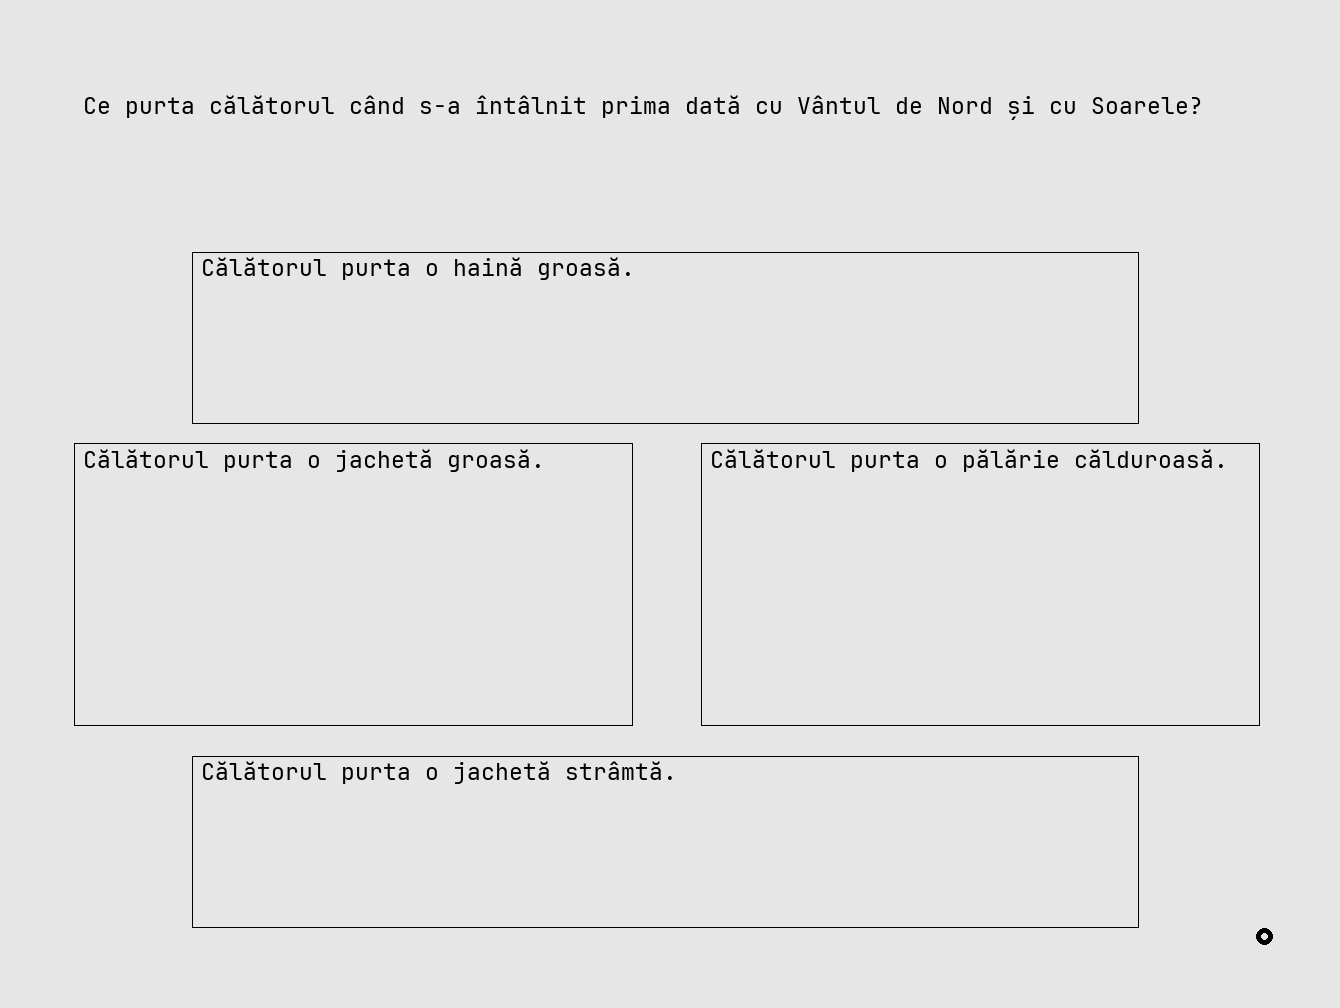 Ce purta călătorul când s-a întâlnit prima dată cu Vântul de Nord și cu Soarele?
Călătorul purta o haină groasă.
Călătorul purta o jachetă groasă.
Călătorul purta o pălărie călduroasă.
Călătorul purta o jachetă strâmtă.